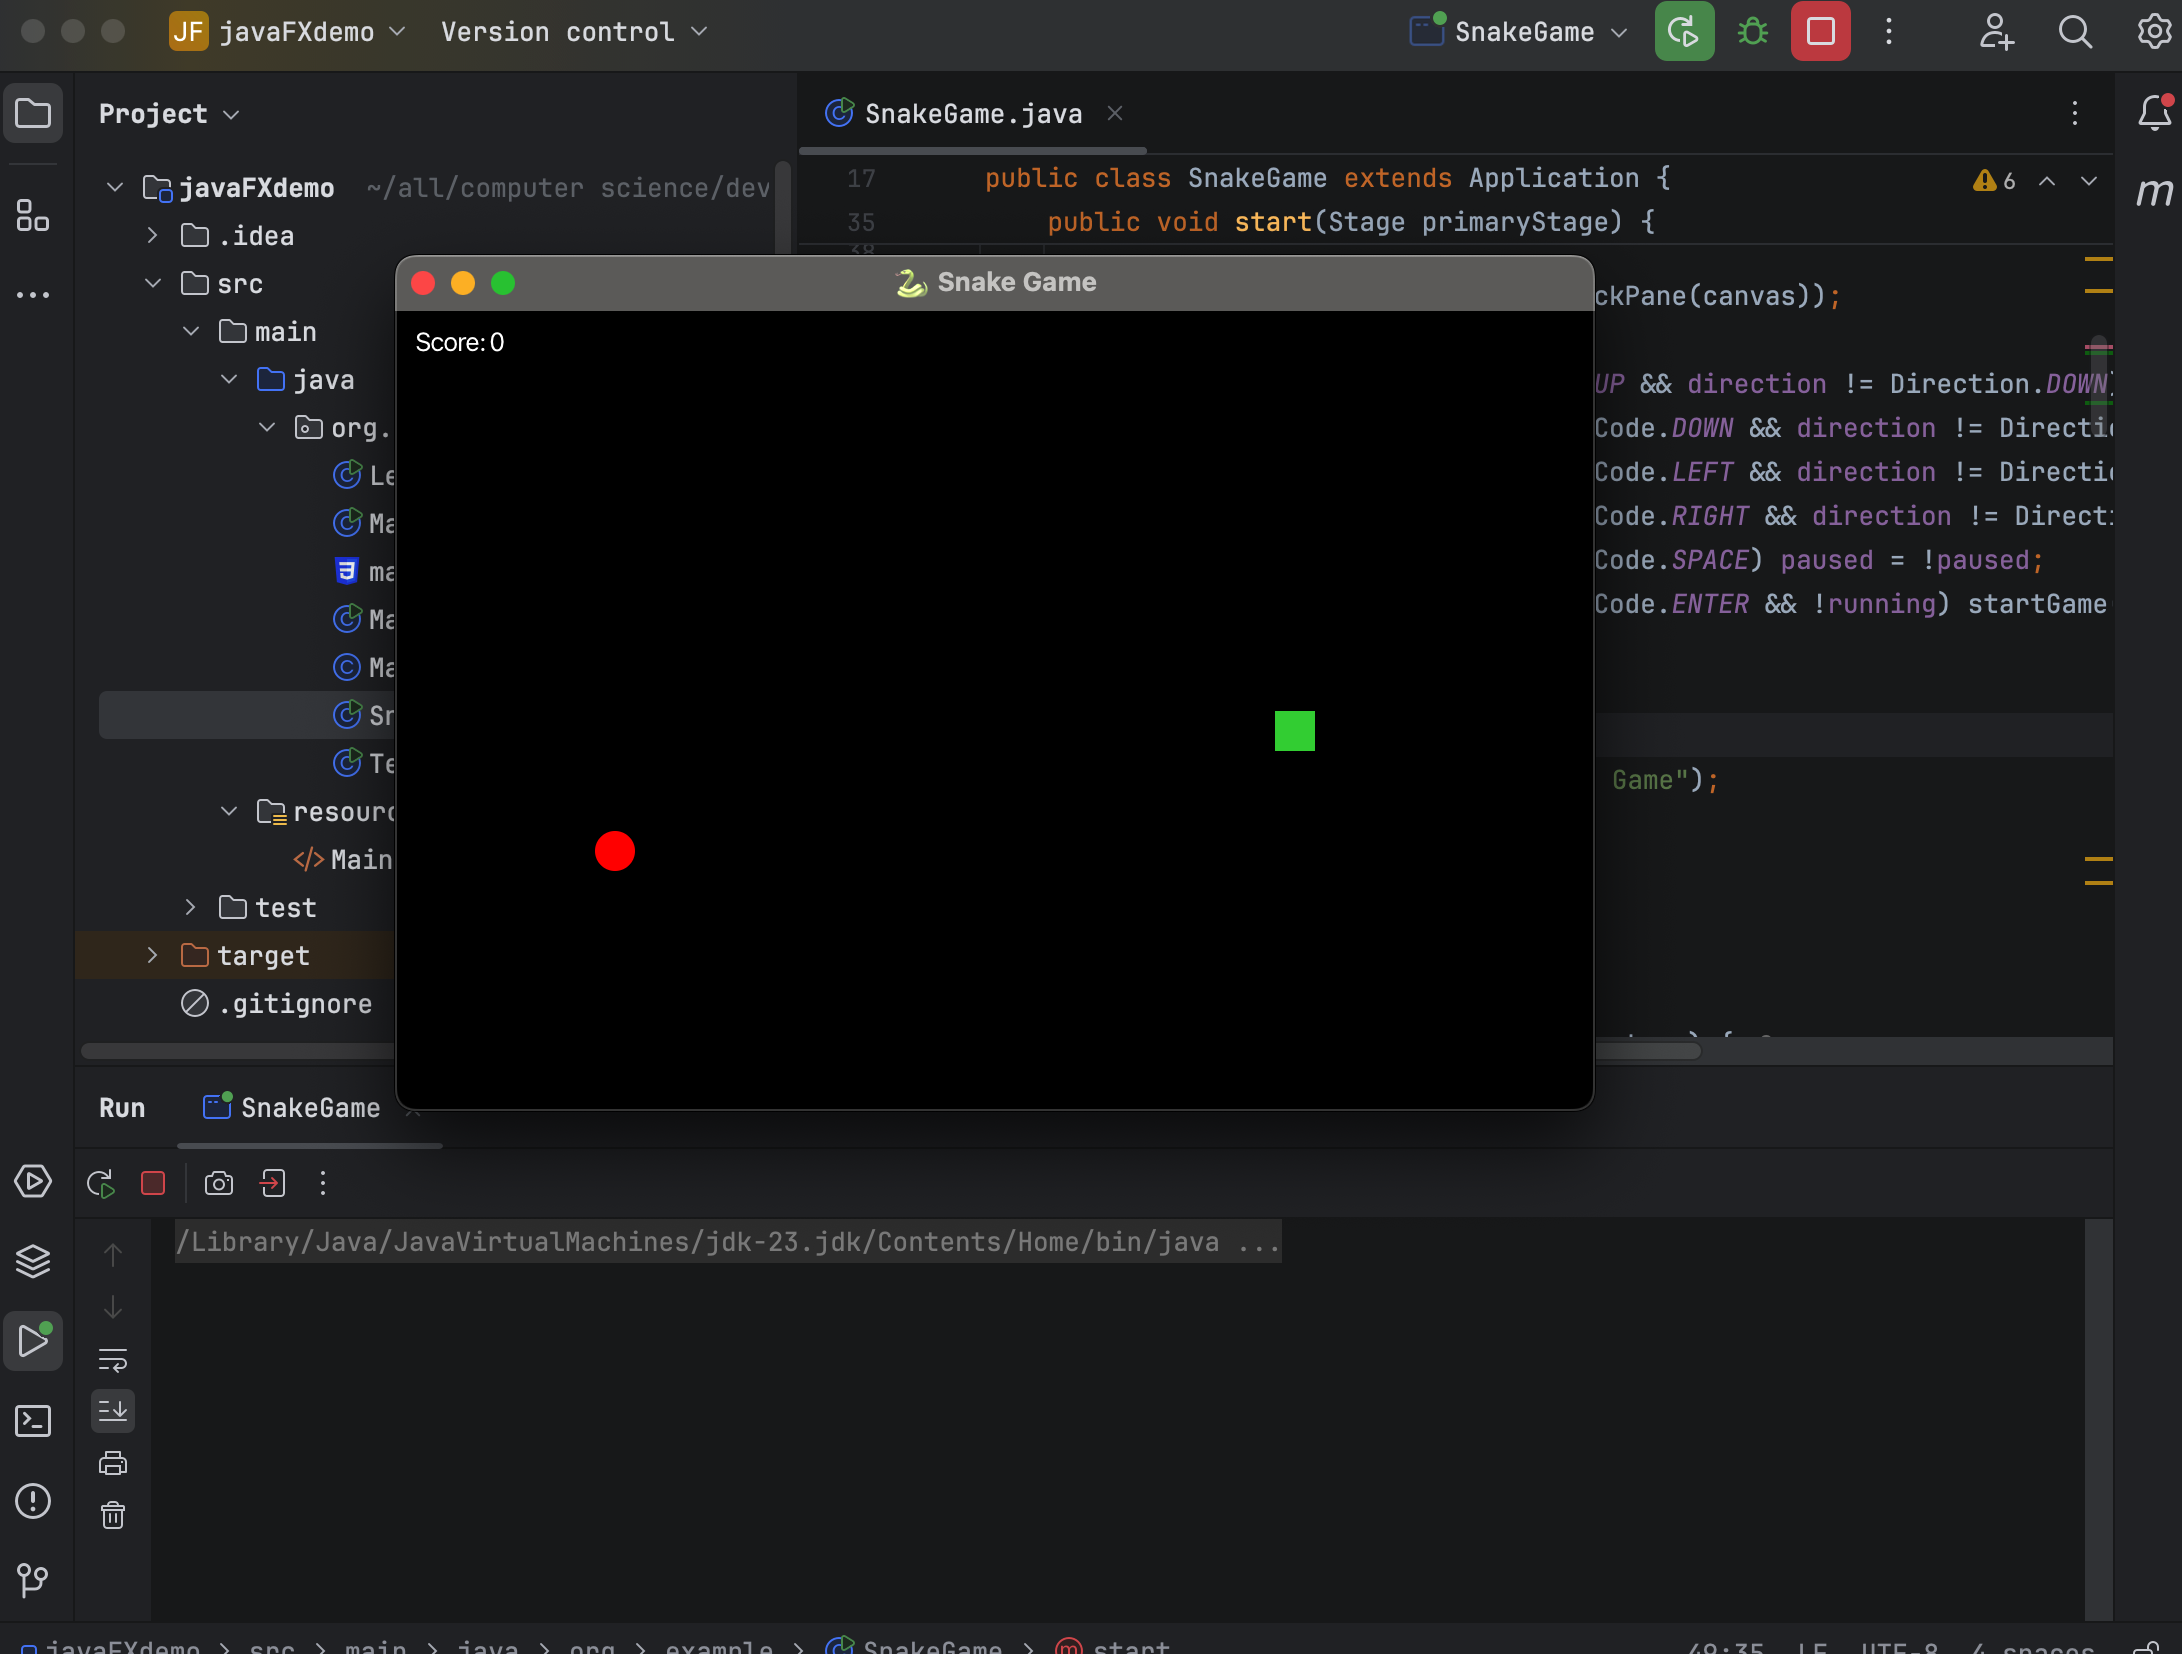 JF javaFXdemo Version control SnakeGame
Project
SnakeGame.java
javaFXdemo ~/all/computer science/dev
.idea
src
main
java
org.
Le
Ma
ma
Ma
Ma
Sn
Te
resourc
Main
test
target
.gitignore
17 public class SnakeGame extends Application {
6
35 public void start(Stage primaryStage) {
38
ckPane(canvas));
UP && direction != Direction.DOWN)
Code.DOWN && direction != Directio
Code.LEFT && direction != Directio
Code.RIGHT && direction != Directi
Code.SPACE) paused = !paused;
Code.ENTER && !running) startGame
Game");
m
🐍 Snake Game
Score: 0
Run SnakeGame
/Library/Java/JavaVirtualMachines/jdk-23.jdk/Contents/Home/bin/java ...
javaFXdemo > src > main > java > org > example > SnakeGame > m start
49:35 LF UTF-8 4 spaces